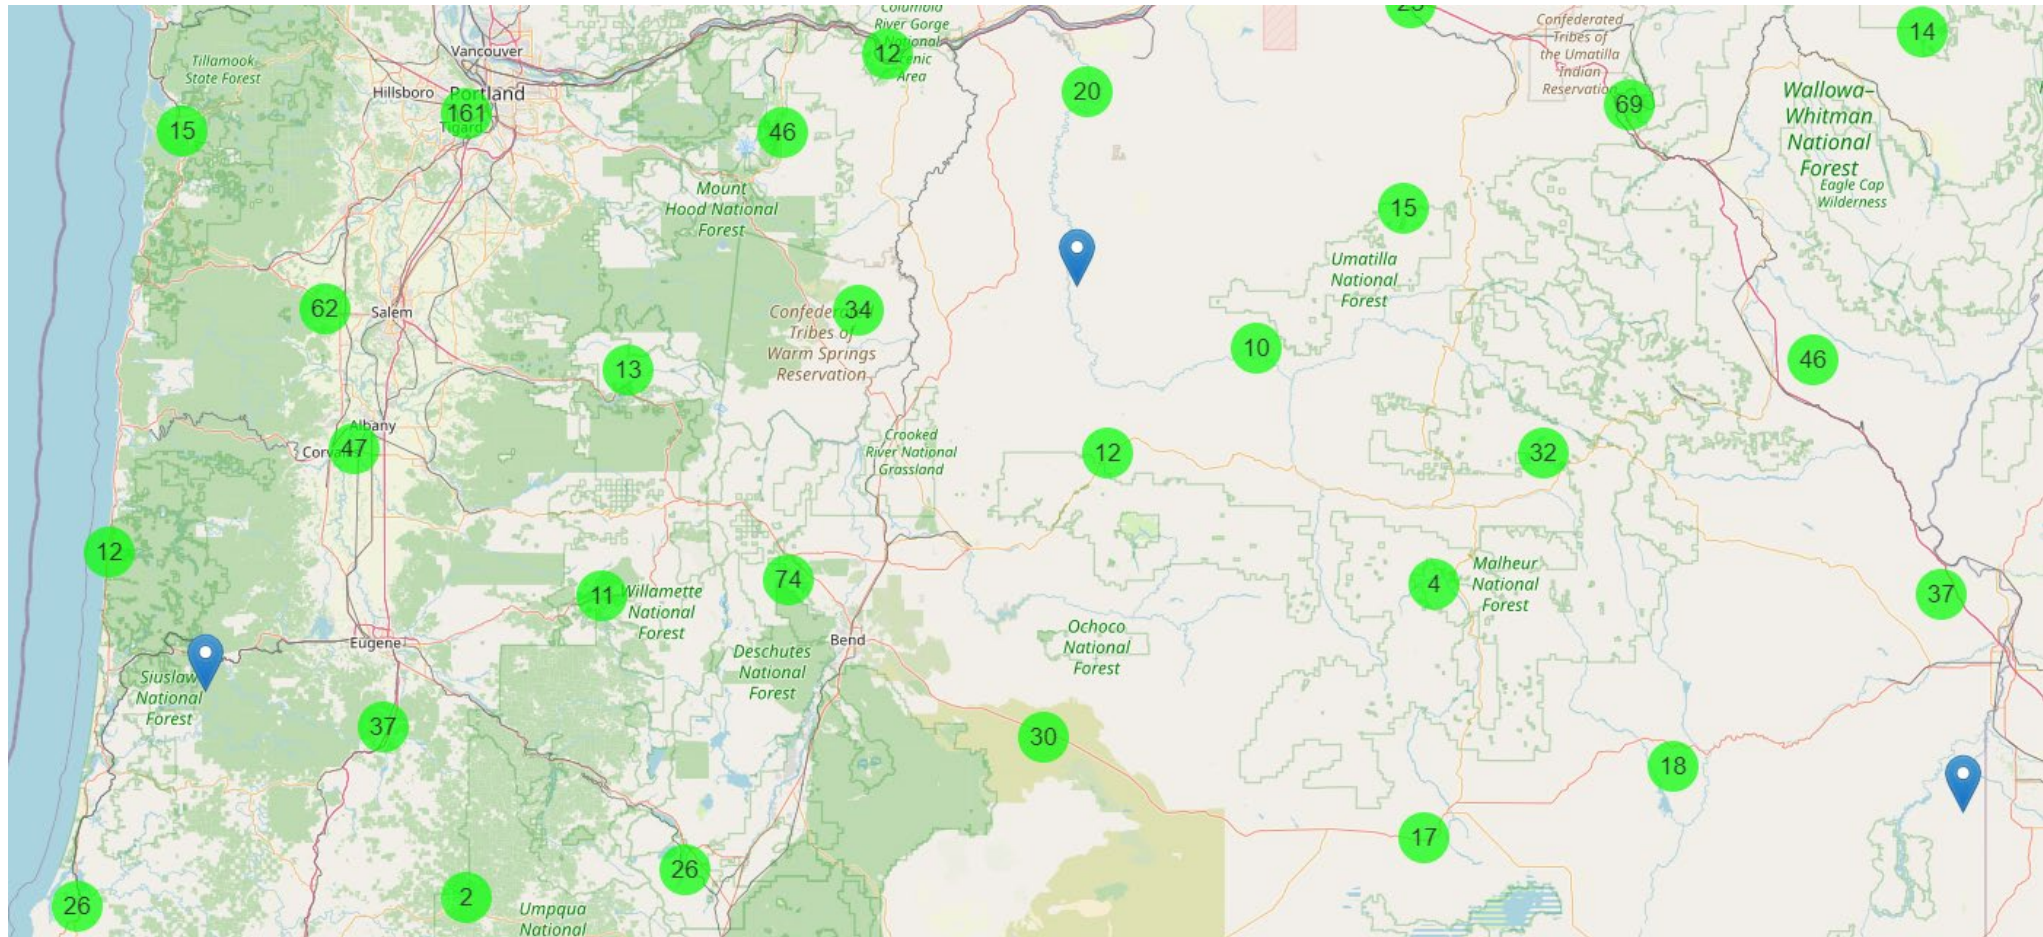 Columbia
River Gorge
National
Scenic
Area
12
Tillamook
State Forest
Vancouver
Hillsboro
Portland
161
Tigard
15
46
20
Confederated
Tribes of
the Umatilla
Indian
Reservation
69
14
Wallowa–
Whitman
National
Forest
Eagle Cap
Wilderness
Mount
Hood National
Forest
15
Umatilla
National
Forest
62
Salem
34
Tribes of
Warm Springs
Reservation
13
10
46
Albany
47
Crooked
River National
Grassland
12
32
12
11
Willamette
National
Forest
74
4
Malheur
National
Forest
37
Eugene
Bend
Ochoco
National
Forest
Deschutes
National
Forest
Siuslaw
National
Forest
37
30
18
17
26
2
26
Umpqua
National